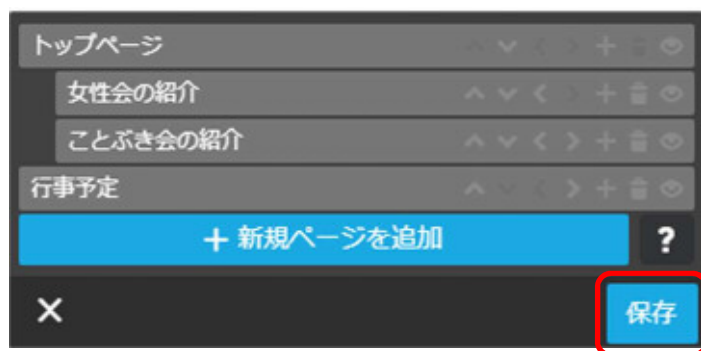 トップページ
女性会の紹介
ことぶき会の紹介
行事予定
+ 新規ページを追加 ?
× 保存